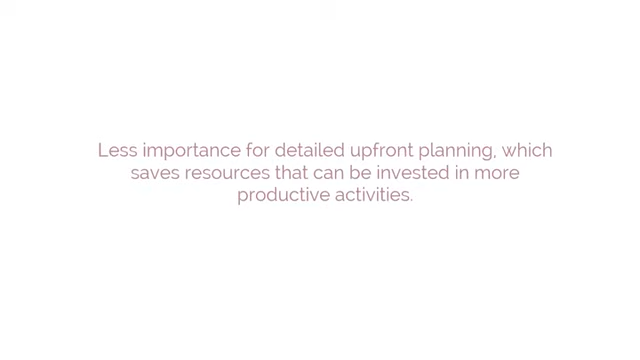 Less importance for detailed upfront planning, which
saves resources that can be invested in more
productive activities.